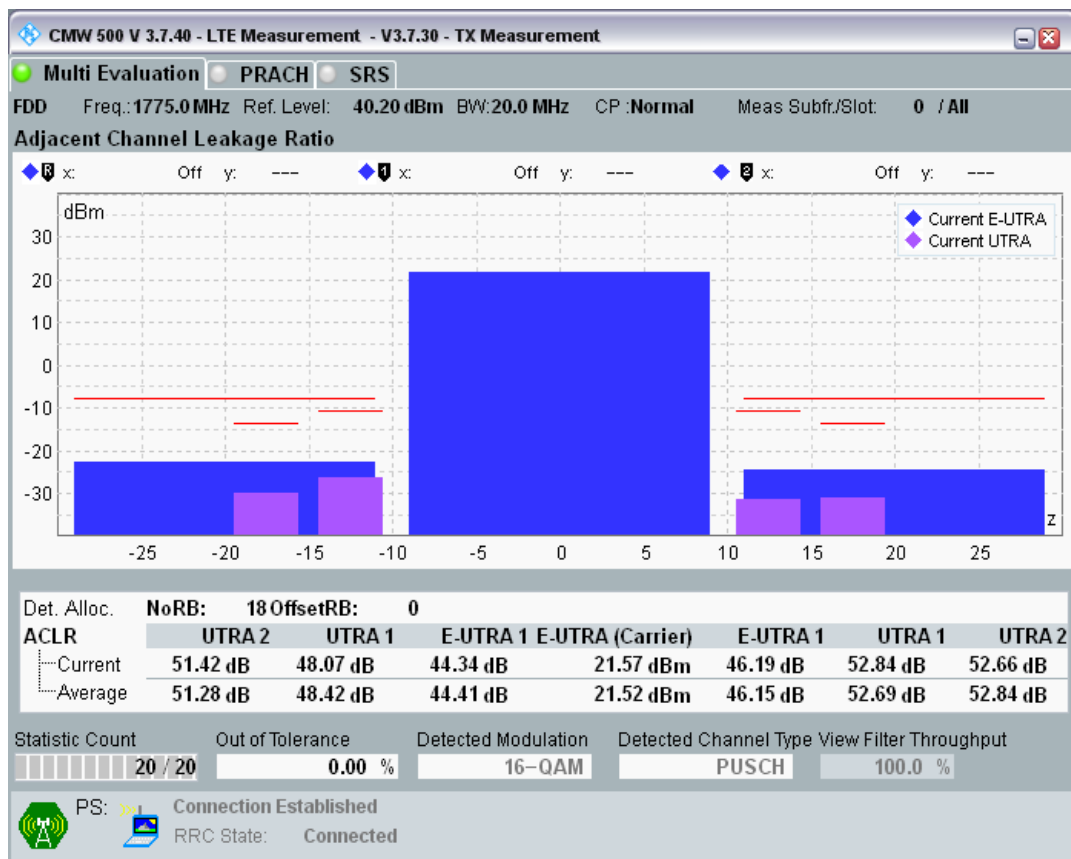 CMW 500 V 3.7.40 - LTE Measurement - V3.7.30 - TX Measurement
Multi Evaluation PRACH SRS
FDD Freq.:1775.0 MHz Ref. Level: 40.20 dBm BW:20.0 MHz CP :Normal Meas Subfr./Slot: 0 / All
Adjacent Channel Leakage Ratio
R x: Off y: --- 1 x: Off y: --- 2 x: Off y: ---
dBm
Current E-UTRA
Current UTRA
30
20
10
0
-10
-20
-30
z
-25 -20 -15 -10 -5 0 5 10 15 20 25
Det. Alloc. NoRB: 18 OffsetRB: 0
ACLR UTRA 2 UTRA 1 E-UTRA 1 E-UTRA (Carrier) E-UTRA 1 UTRA 1 UTRA 2
Current 51.42 dB 48.07 dB 44.34 dB 21.57 dBm 46.19 dB 52.84 dB 52.66 dB
Average 51.28 dB 48.42 dB 44.41 dB 21.52 dBm 46.15 dB 52.69 dB 52.84 dB
Statistic Count Out of Tolerance Detected Modulation Detected Channel Type View Filter Throughput
20 / 20 0.00 % 16-QAM PUSCH 100.0 %
PS: Connection Established
RRC State: Connected